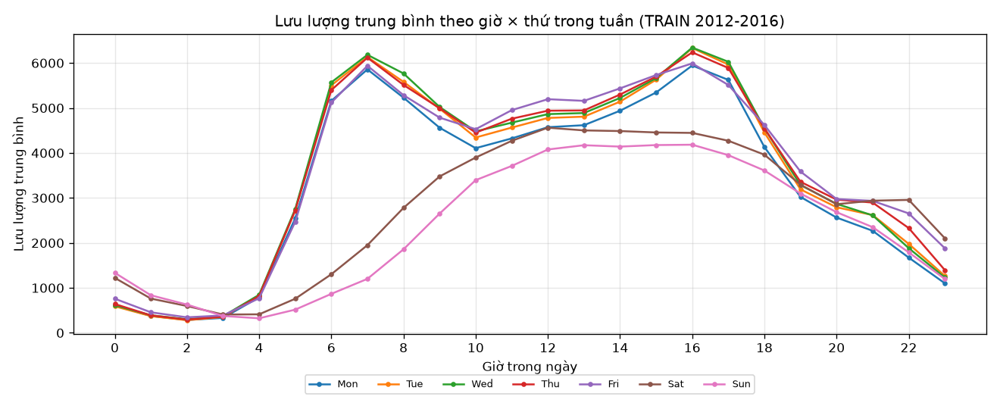 Lưu lượng trung bình theo giờ × thứ trong tuần (TRAIN 2012-2016)
Lưu lượng trung bình
6000
5000
4000
3000
2000
1000
0
0 2 4 6 8 10 12 14 16 18 20 22
Giờ trong ngày
Mon Tue Wed Thu Fri Sat Sun